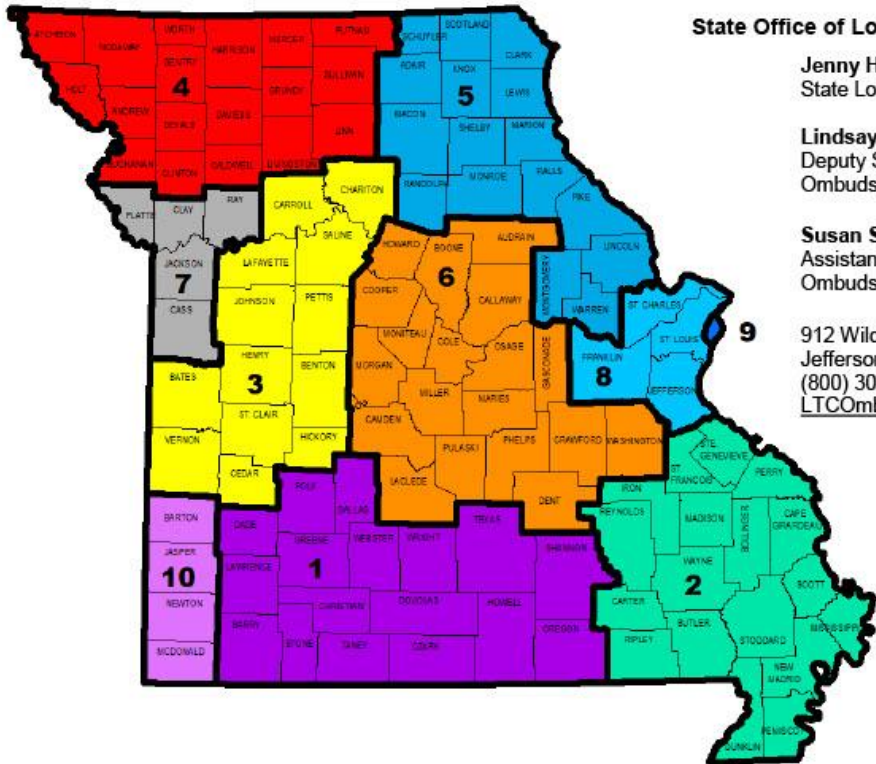 State Office of Lo
Jenny H
State Lo
Lindsay
Deputy S
Ombuds
Susan S
Assistan
Ombuds
912 Wild
Jefferson
(800) 30
LTCOmb
ATCHISON
NODAWAY
WORTH
GENTRY
HARRISON
MERCER
PUTNAM
SULLIVAN
HOLT
ANDREW
DEKALB
DAVIESS
GRUNDY
LINN
BUCHANAN
CLINTON
CALDWELL
LIVINGSTON
4
SCHUYLER
SCOTLAND
CLARK
ADAIR
KNOX
LEWIS
MACON
SHELBY
MARION
RANDOLPH
MONROE
RALLS
PIKE
LINCOLN
MONTGOMERY
WARREN
5
PLATTE
CLAY
RAY
JACKSON
7
CASS
CARROLL
CHARITON
SALINE
LAFAYETTE
JOHNSON
PETTIS
HENRY
BENTON
3
BATES
ST. CLAIR
VERNON
HICKORY
CEDAR
HOWARD
BOONE
AUDRAIN
6
COOPER
CALLAWAY
MONITEAU
COLE
OSAGE
GASCONADE
MORGAN
MILLER
MARIES
CAMDEN
PULASKI
PHELPS
CRAWFORD
WASHINGTON
LACLEDE
DENT
ST. CHARLES
ST. LOUIS
FRANKLIN
JEFFERSON
8
9
BARTON
JASPER
10
NEWTON
MCDONALD
DADE
POLK
DALLAS
GREENE
WEBSTER
WRIGHT
TEXAS
SHANNON
LAWRENCE
1
CHRISTIAN
DOUGLAS
HOWELL
BARRY
STONE
TANEY
OZARK
OREGON
STE. GENEVIEVE
ST. FRANCOIS
PERRY
IRON
REYNOLDS
MADISON
BOLLINGER
CAPE GIRARDEAU
WAYNE
2
CARTER
SCOTT
BUTLER
STODDARD
MISSISSIPPI
RIPLEY
NEW MADRID
PEMISCOT
DUNKLIN